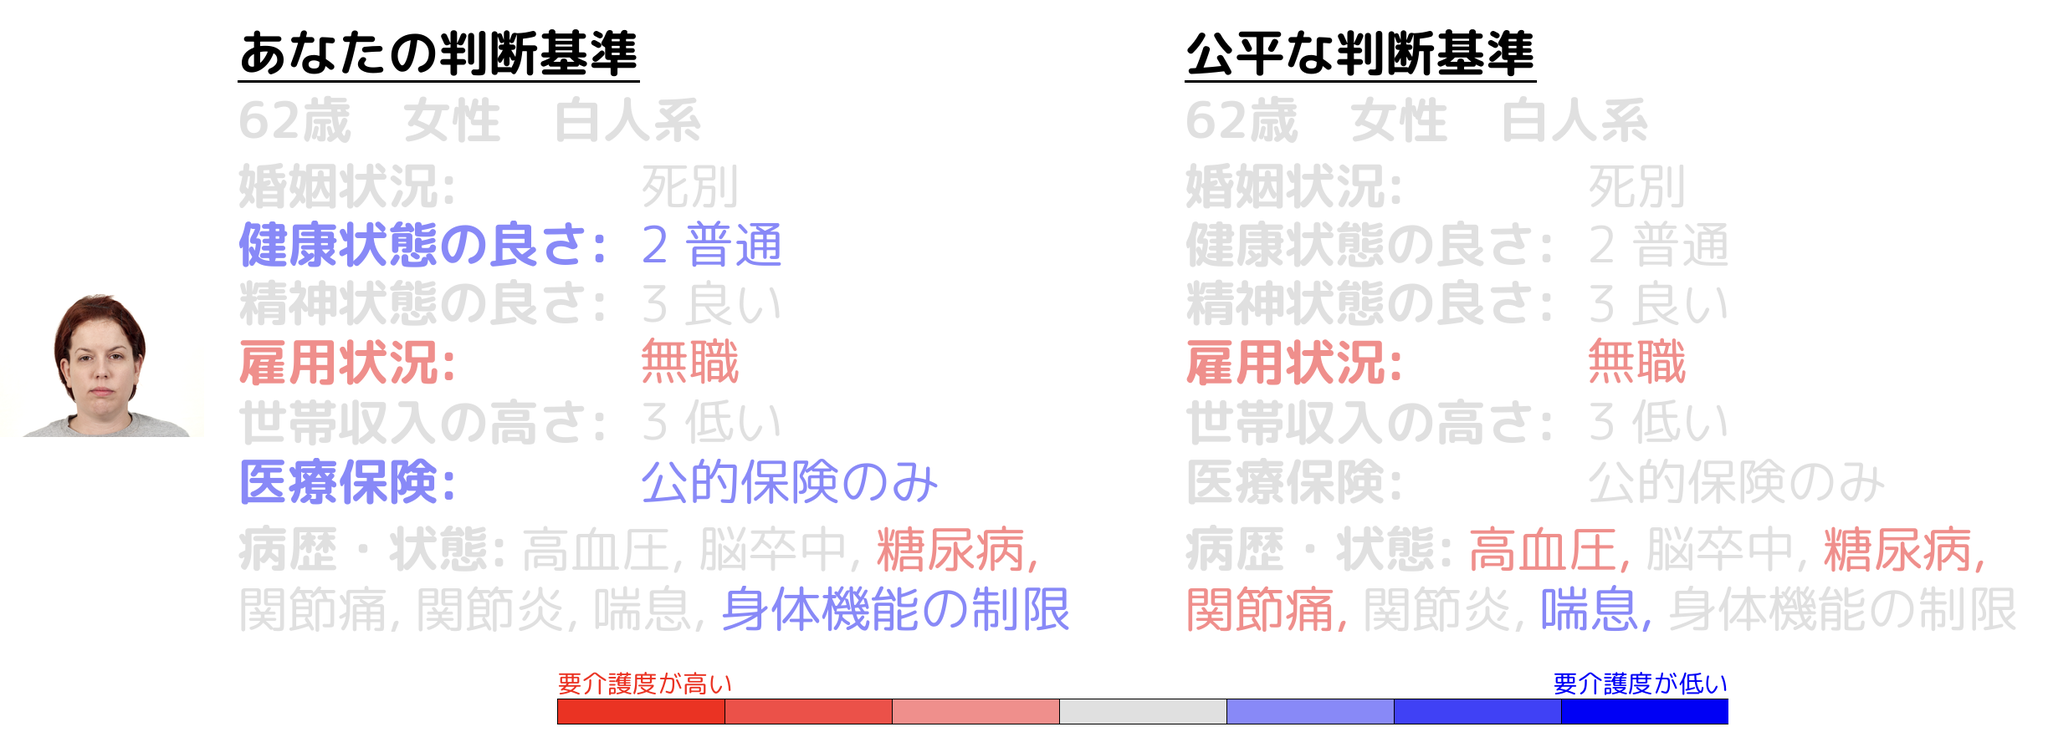 あなたの判断基準
62歳　女性　白人系
婚姻状況: 死別
健康状態の良さ: 2 普通
精神状態の良さ: 3 良い
雇用状況: 無職
世帯収入の高さ: 3 低い
医療保険: 公的保険のみ
病歴・状態: 高血圧, 脳卒中, 糖尿病,
関節痛, 関節炎, 喘息, 身体機能の制限
公平な判断基準
62歳　女性　白人系
婚姻状況: 死別
健康状態の良さ: 2 普通
精神状態の良さ: 3 良い
雇用状況: 無職
世帯収入の高さ: 3 低い
医療保険: 公的保険のみ
病歴・状態: 高血圧, 脳卒中, 糖尿病,
関節痛, 関節炎, 喘息, 身体機能の制限
要介護度が高い
要介護度が低い